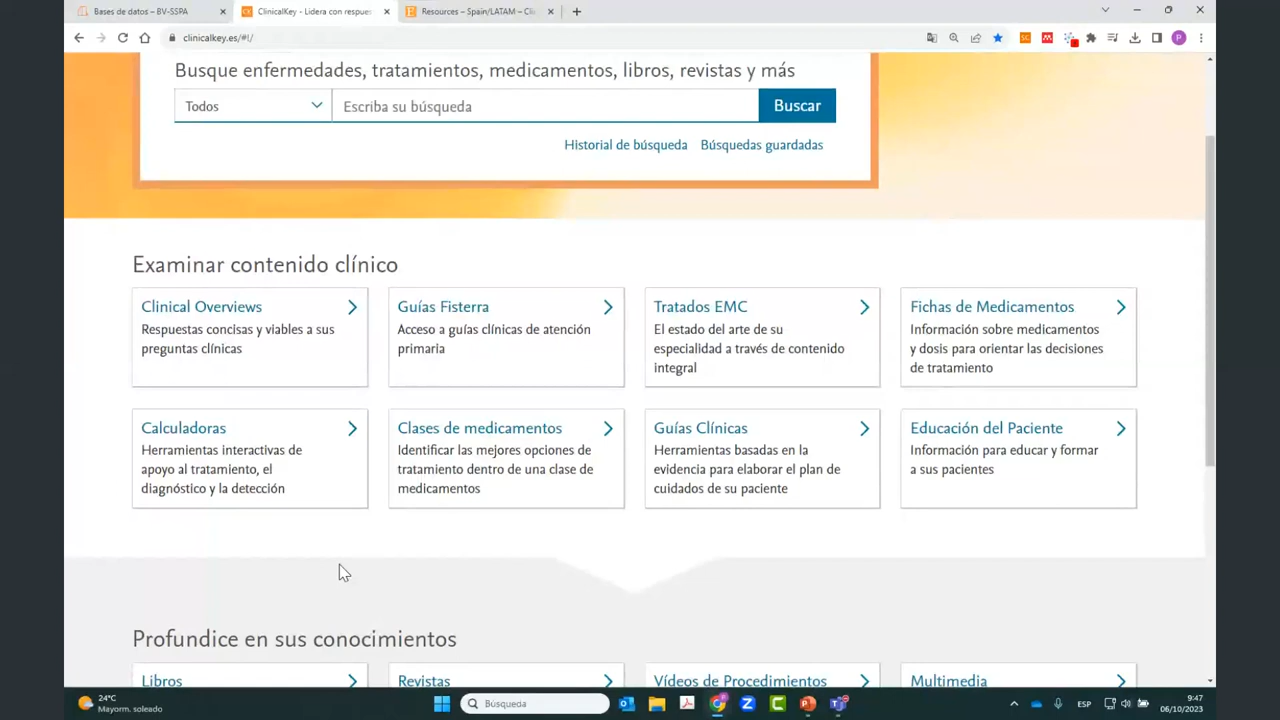 Bases de datos – BV-SSPA
ClinicalKey - Lidera con respues
Resources – Spain/LATAM – Cli
clinicalkey.es/#!/
Busque enfermedades, tratamientos, medicamentos, libros, revistas y más
Todos
Escriba su búsqueda
Buscar
Historial de búsqueda
Búsquedas guardadas
Examinar contenido clínico
Clinical Overviews
Respuestas concisas y viables a sus
preguntas clínicas
Guías Fisterra
Acceso a guías clínicas de atención
primaria
Tratados EMC
El estado del arte de su
especialidad a través de contenido
integral
Fichas de Medicamentos
Información sobre medicamentos
y dosis para orientar las decisiones
de tratamiento
Calculadoras
Herramientas interactivas de
apoyo al tratamiento, el
diagnóstico y la detección
Clases de medicamentos
Identificar las mejores opciones de
tratamiento dentro de una clase de
medicamentos
Guías Clínicas
Herramientas basadas en la
evidencia para elaborar el plan de
cuidados de su paciente
Educación del Paciente
Información para educar y formar
a sus pacientes
Profundice en sus conocimientos
Libros
Revistas
Vídeos de Procedimientos
Multimedia
24°C
Mayorm. soleado
Búsqueda
ESP
9:47
06/10/2023